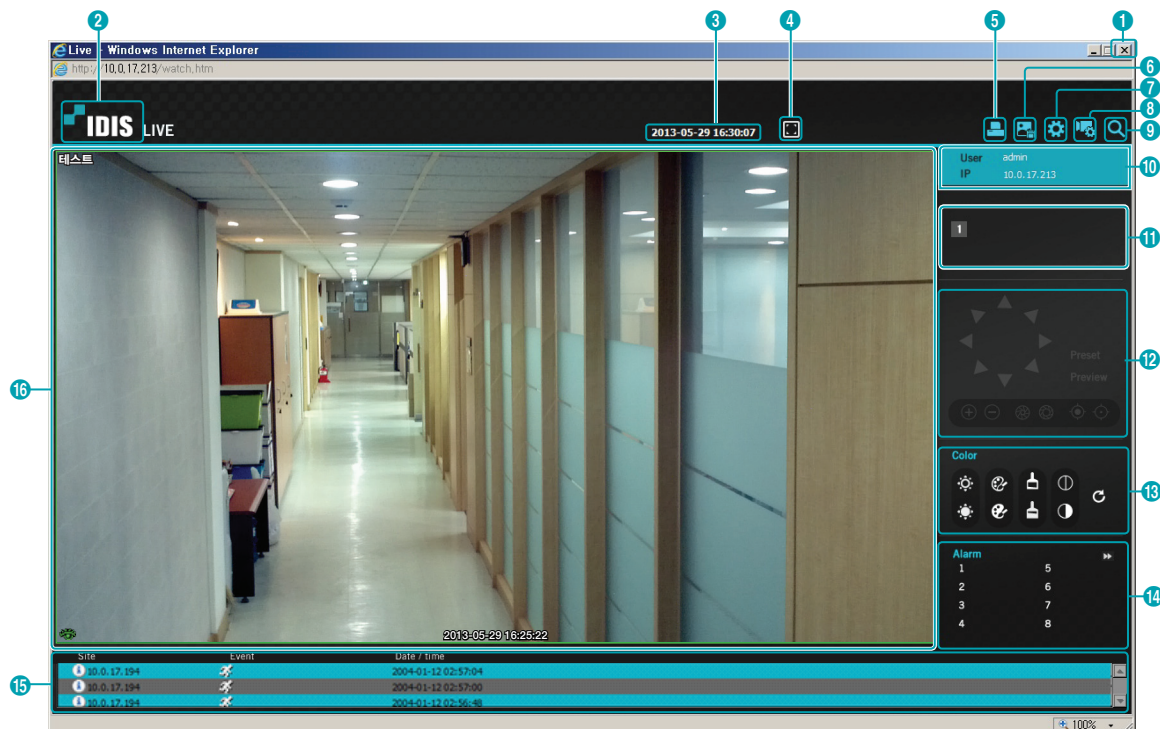 2
3
4
5
1
Live - Windows Internet Explorer
http://10.0.17.213/watch.htm
6
7
8
9
IDIS LIVE
2013-05-29 16:30:07
테스트
User admin
IP 10.0.17.213
10
1
11
Preset
Preview
12
16
Color
13
Alarm
1 5
2 6
3 7
4 8
14
2013-05-29 16:25:22
Site Event Date / time
10.0.17.194 2004-01-12 02:57:04
10.0.17.194 2004-01-12 02:57:00
10.0.17.194 2004-01-12 02:56:48
15
100%